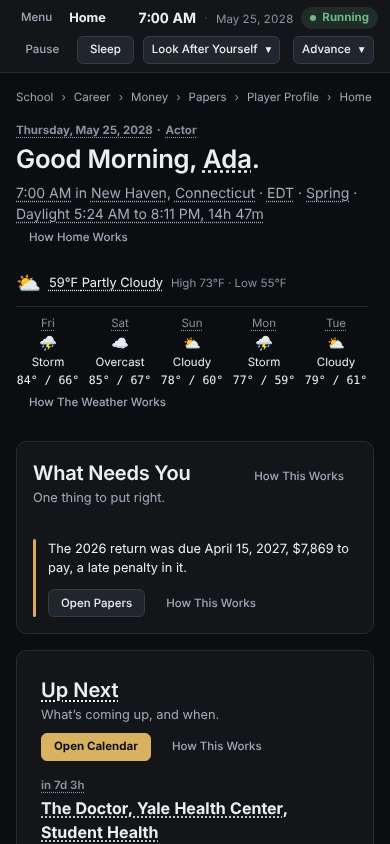 Menu Home 7:00 AM · May 25, 2028 Running
Pause Sleep Look After Yourself ▾ Advance ▾
School › Career › Money › Papers › Player Profile › Home
Thursday, May 25, 2028 · Actor
Good Morning, Ada.
7:00 AM in New Haven, Connecticut · EDT · Spring ·
Daylight 5:24 AM to 8:11 PM, 14h 47m
How Home Works
59°F Partly Cloudy High 73°F · Low 55°F
Fri Sat Sun Mon Tue
Storm Overcast Cloudy Storm Cloudy
84° / 66° 85° / 67° 78° / 60° 77° / 59° 79° / 61°
How The Weather Works
What Needs You How This Works
One thing to put right.
The 2026 return was due April 15, 2027, $7,869 to
pay, a late penalty in it.
Open Papers How This Works
Up Next
What's coming up, and when.
Open Calendar How This Works
in 7d 3h
The Doctor, Yale Health Center,
Student Health